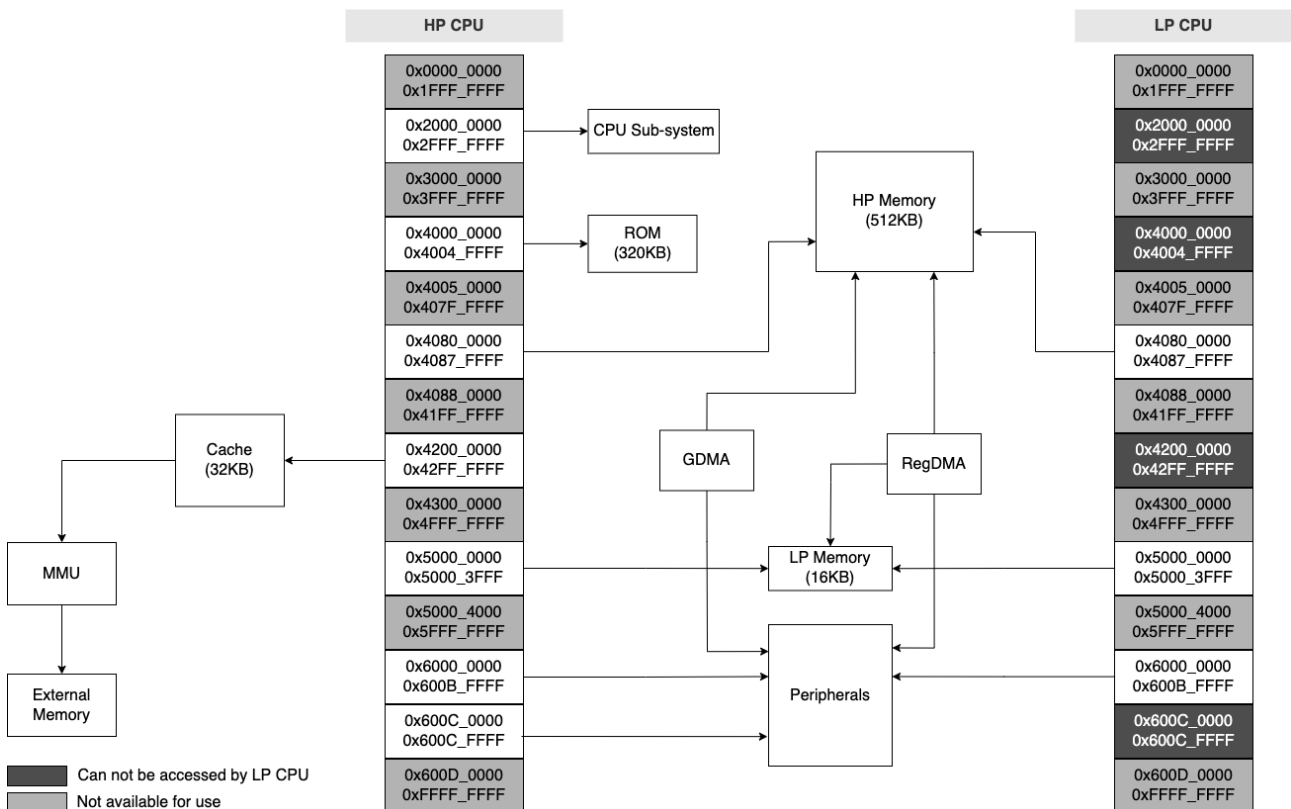 HP CPU
LP CPU
0x0000_0000
0x1FFF_FFFF
0x2000_0000
0x2FFF_FFFF
0x3000_0000
0x3FFF_FFFF
0x4000_0000
0x4004_FFFF
0x4005_0000
0x407F_FFFF
0x4080_0000
0x4087_FFFF
0x4088_0000
0x41FF_FFFF
0x4200_0000
0x42FF_FFFF
0x4300_0000
0x4FFF_FFFF
0x5000_0000
0x5000_3FFF
0x5000_4000
0x5FFF_FFFF
0x6000_0000
0x600B_FFFF
0x600C_0000
0x600C_FFFF
0x600D_0000
0xFFFF_FFFF
CPU Sub-system
ROM
(320KB)
HP Memory
(512KB)
Cache
(32KB)
GDMA
RegDMA
MMU
LP Memory
(16KB)
External
Memory
Peripherals
0x0000_0000
0x1FFF_FFFF
0x2000_0000
0x2FFF_FFFF
0x3000_0000
0x3FFF_FFFF
0x4000_0000
0x4004_FFFF
0x4005_0000
0x407F_FFFF
0x4080_0000
0x4087_FFFF
0x4088_0000
0x41FF_FFFF
0x4200_0000
0x42FF_FFFF
0x4300_0000
0x4FFF_FFFF
0x5000_0000
0x5000_3FFF
0x5000_4000
0x5FFF_FFFF
0x6000_0000
0x600B_FFFF
0x600C_0000
0x600C_FFFF
0x600D_0000
0xFFFF_FFFF
Can not be accessed by LP CPU
Not available for use